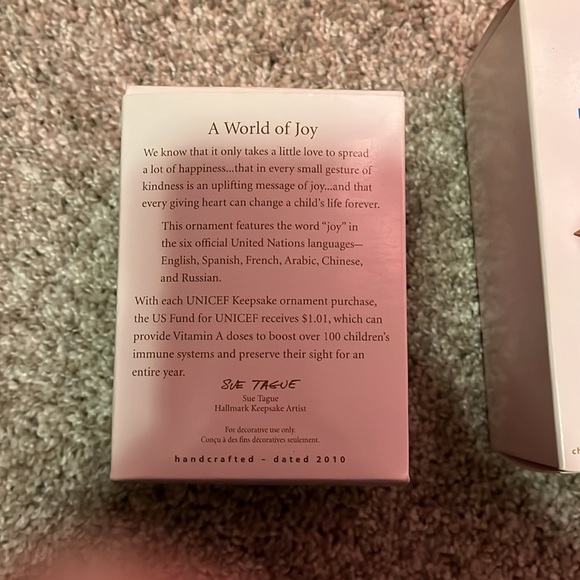 A World of Joy
We know that it only takes a little love to spread
a lot of happiness...that in every small gesture of
kindness is an uplifting message of joy...and that
every giving heart can change a child's life forever.
This ornament features the word "joy" in
the six official United Nations languages—
English, Spanish, French, Arabic, Chinese,
and Russian.
With each UNICEF Keepsake ornament purchase,
the US Fund for UNICEF receives $1.01, which can
provide Vitamin A doses to boost over 100 children's
immune systems and preserve their sight for an
entire year.
SUE TAGUE
Sue Tague
Hallmark Keepsake Artist
For decorative use only.
Conçu à des fins décoratives seulement.
handcrafted – dated 2010